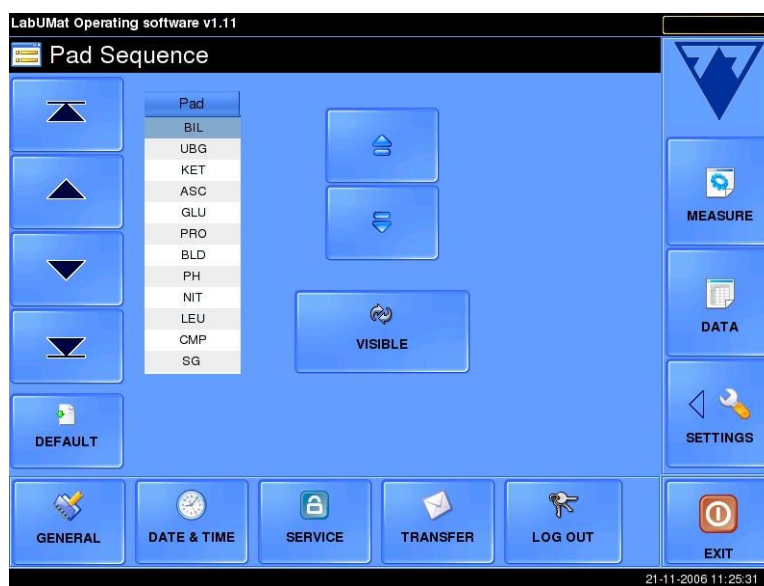 LabUMat Operating software v1.11
Pad Sequence
Pad
BIL
UBG
KET
ASC
GLU
PRO
BLD
PH
NIT
LEU
CMP
SG
VISIBLE
DEFAULT
MEASURE
DATA
SETTINGS
GENERAL
DATE & TIME
SERVICE
TRANSFER
LOG OUT
EXIT
21-11-2006 11:25:31